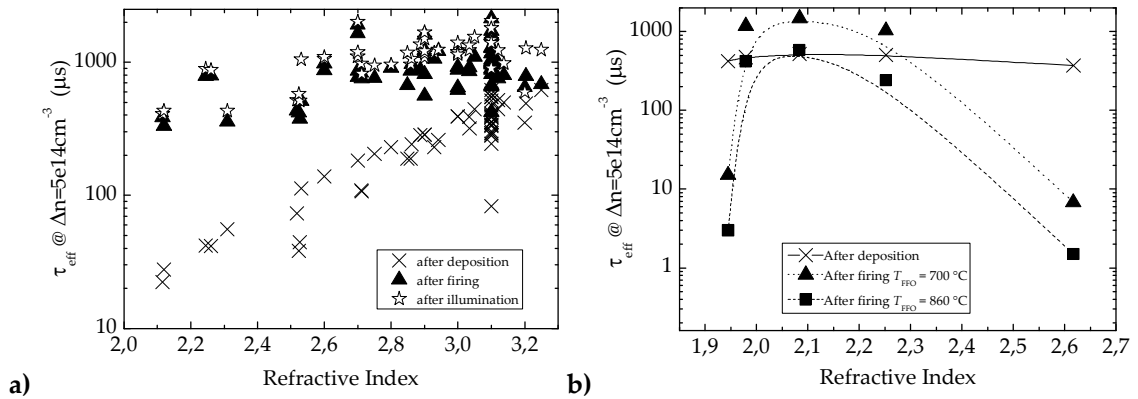 1000
100
10
τeff @ Δn=5e14cm⁻³ (µs)
2,0 2,2 2,4 2,6 2,8 3,0 3,2
Refractive Index
after deposition
after firing
after illumination
a)
1000
100
10
1
τeff @ Δn=5e14cm⁻³ (µs)
1,9 2,0 2,1 2,2 2,3 2,4 2,5 2,6 2,7
Refractive Index
After deposition
After firing T_FFO = 700 °C
After firing T_FFO = 860 °C
b)